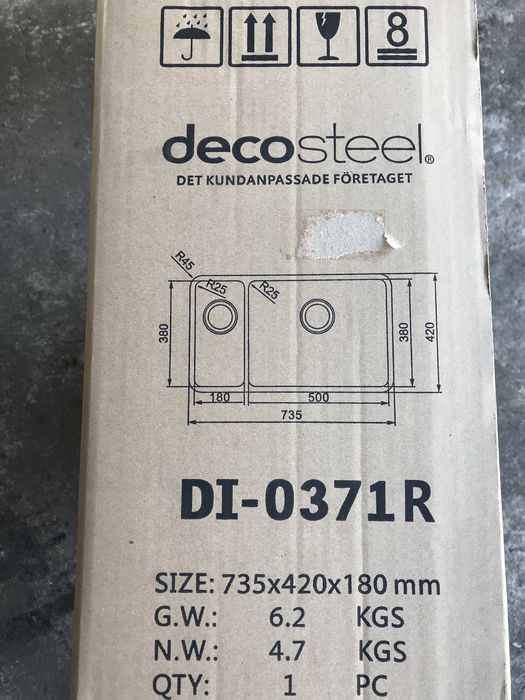 8
decosteel®
DET KUNDANPASSADE FÖRETAGET
R45
R25
R25
380
380
420
180
500
735
DI-0371R
SIZE: 735x420x180 mm
G.W.: 6.2 KGS
N.W.: 4.7 KGS
QTY: 1 PC